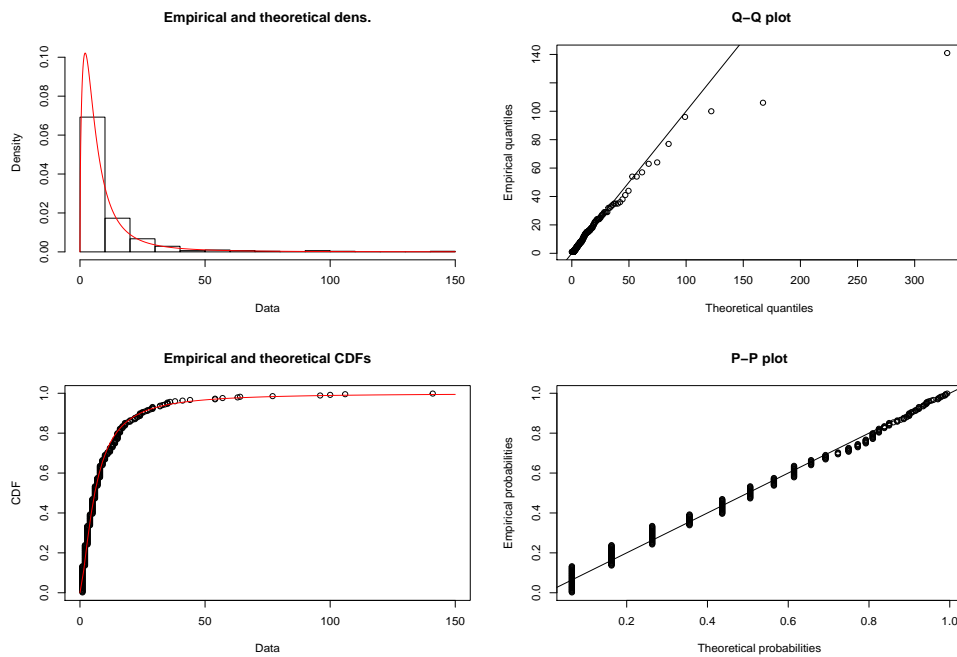 Empirical and theoretical dens.
Density
0.00 0.02 0.04 0.06 0.08 0.10
0 50 100 150
Data
Q−Q plot
Empirical quantiles
0 20 40 60 80 100 140
0 50 100 150 200 250 300
Theoretical quantiles
Empirical and theoretical CDFs
CDF
0.0 0.2 0.4 0.6 0.8 1.0
0 50 100 150
Data
P−P plot
Empirical probabilities
0.0 0.2 0.4 0.6 0.8 1.0
0.2 0.4 0.6 0.8 1.0
Theoretical probabilities